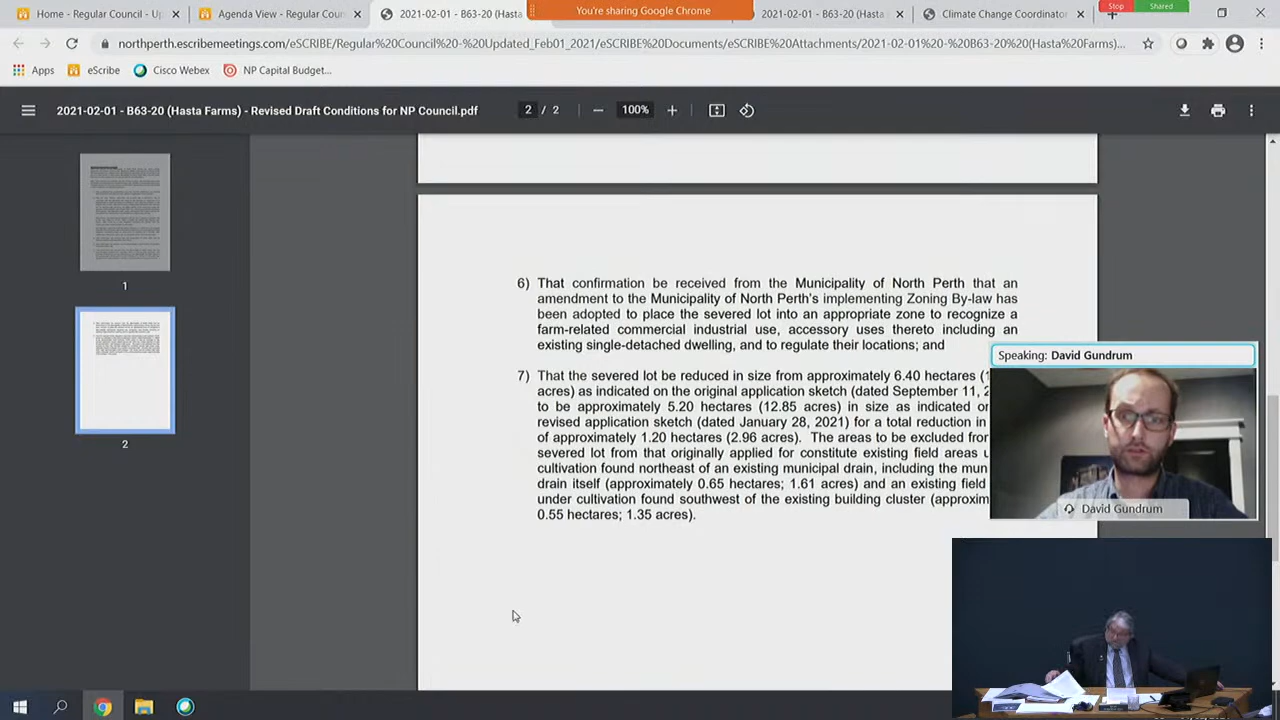 Home - Regular Council - Up
Agenda View - Regular Counc
2021-02-01 - B63-20 (Hasta
You're sharing Google Chrome
2021-02-01 - B63-20 (Hasta
Climate Change Coordinator
Stop
Shared
northperth.escribemeetings.com/eSCRIBE/Regular%20Council%20-%20Updated_Feb01_2021/eSCRIBE%20Documents/eSCRIBE%20Attachments/2021-02-01%20-%20B63-20%20(Hasta%20Farms)...
Apps
eScribe
Cisco Webex
NP Capital Budget...
2021-02-01 - B63-20 (Hasta Farms) - Revised Draft Conditions for NP Council.pdf
2 / 2
100%
1
2
6) That confirmation be received from the Municipality of North Perth that an
amendment to the Municipality of North Perth's implementing Zoning By-law has
been adopted to place the severed lot into an appropriate zone to recognize a
farm-related commercial industrial use, accessory uses thereto including an
existing single-detached dwelling, and to regulate their locations; and
7) That the severed lot be reduced in size from approximately 6.40 hectares (1
acres) as indicated on the original application sketch (dated September 11, 2
to be approximately 5.20 hectares (12.85 acres) in size as indicated on
revised application sketch (dated January 28, 2021) for a total reduction in
of approximately 1.20 hectares (2.96 acres). The areas to be excluded from
severed lot from that originally applied for constitute existing field areas u
cultivation found northeast of an existing municipal drain, including the mun
drain itself (approximately 0.65 hectares; 1.61 acres) and an existing field
under cultivation found southwest of the existing building cluster (approxim
0.55 hectares; 1.35 acres).
Speaking: David Gundrum
David Gundrum